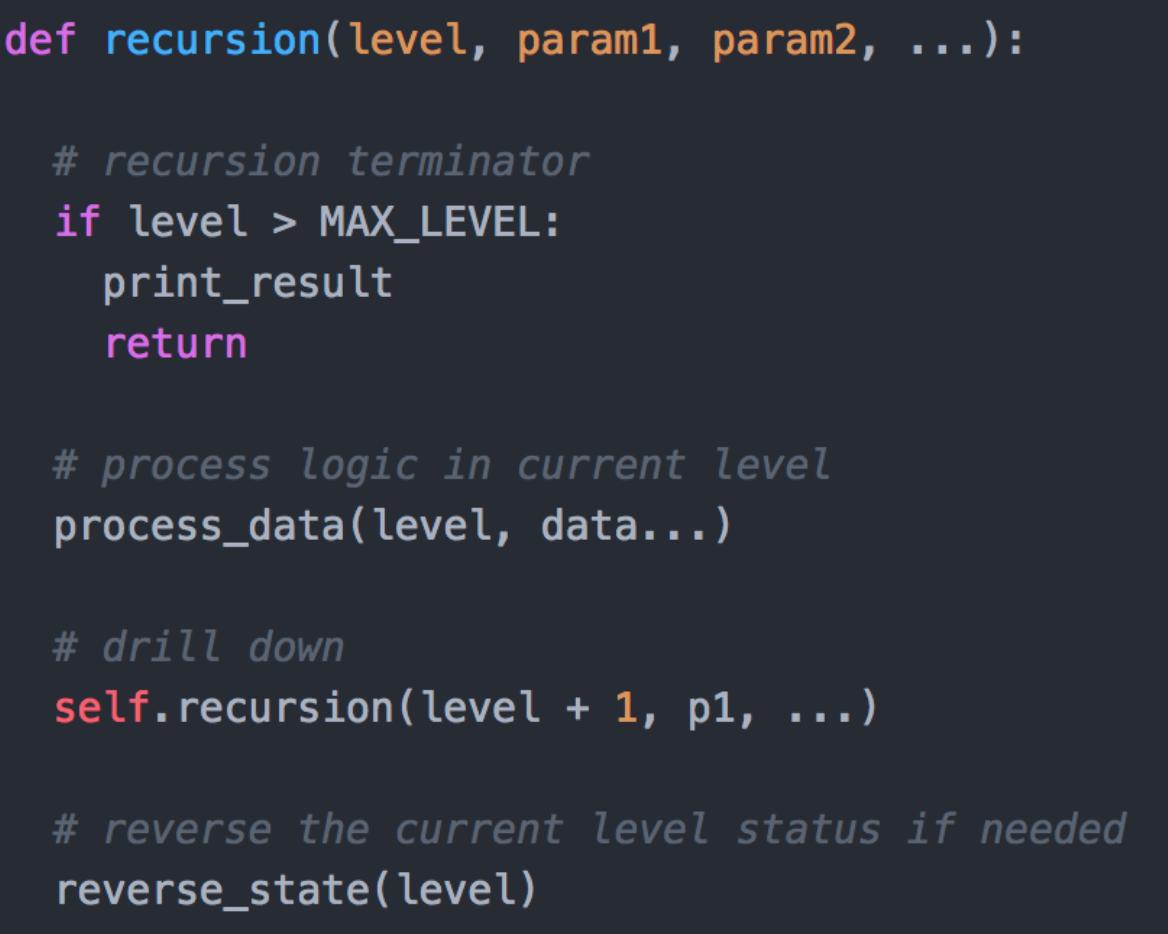 def recursion(level, param1, param2, ...):
# recursion terminator
if level > MAX_LEVEL:
print_result
return
# process logic in current level
process_data(level, data...)
# drill down
self.recursion(level + 1, p1, ...)
# reverse the current level status if needed
reverse_state(level)